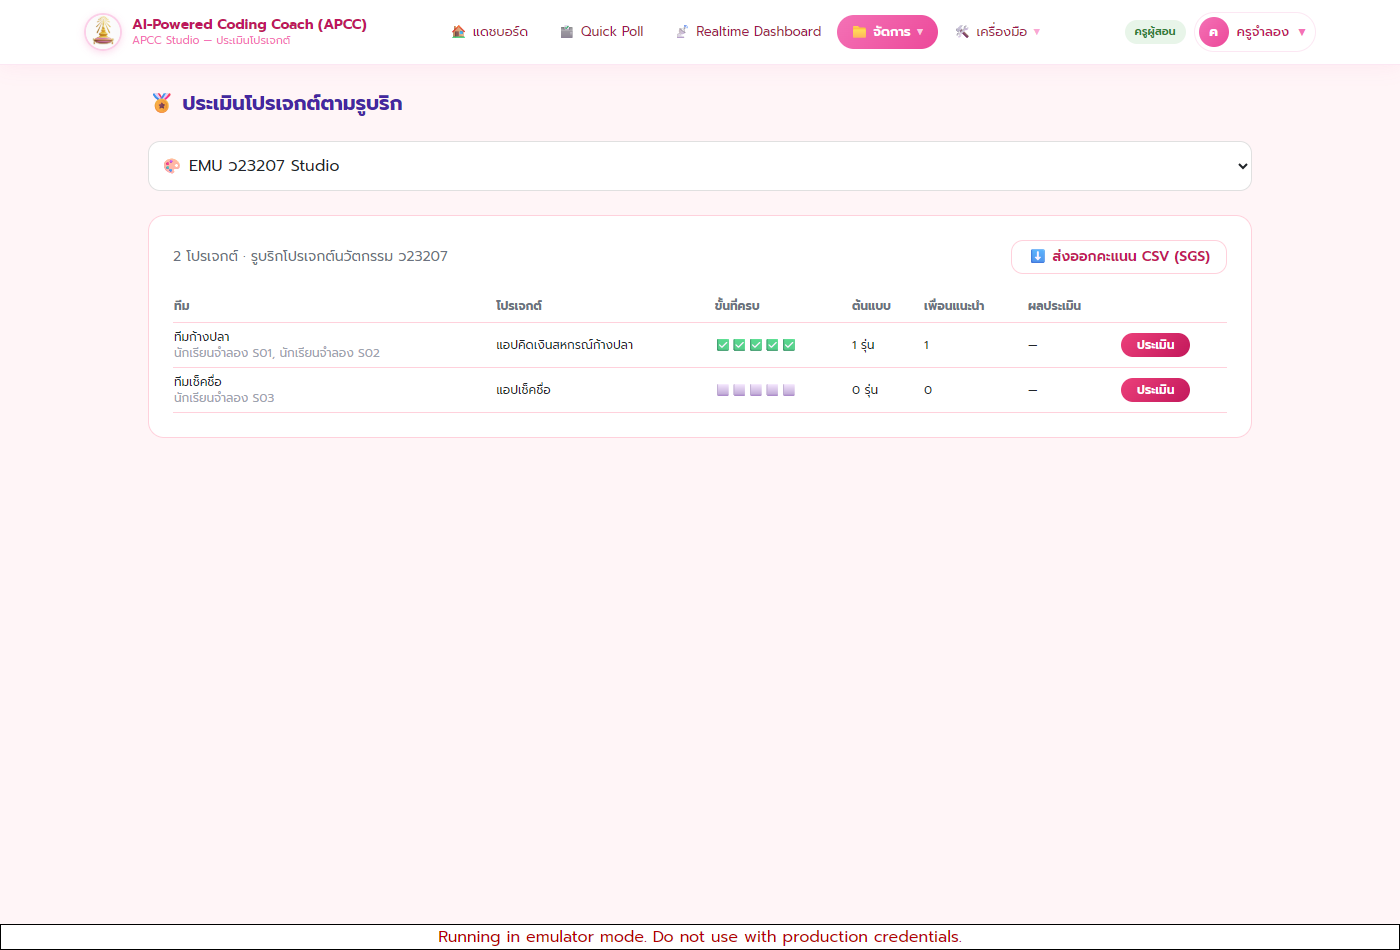 AI-Powered Coding Coach (APCC)
APCC Studio — ประเมินโปรเจกต์
แดชบอร์ด
Quick Poll
Realtime Dashboard
จัดการ ▾
เครื่องมือ ▾
ครูผู้สอน
ค
ครูจำลอง ▾
ประเมินโปรเจกต์ตามรูบริก
EMU ว23207 Studio
2 โปรเจกต์ · รูบริกโปรเจกต์นวัตกรรม ว23207
ส่งออกคะแนน CSV (SGS)
ทีม โปรเจกต์ ขั้นที่ครบ ต้นแบบ เพื่อนแนะนำ ผลประเมิน
ทีมก้างปลา
นักเรียนจำลอง S01, นักเรียนจำลอง S02
แอปคิดเงินสหกรณ์ก้างปลา ✅✅✅✅✅ 1 รุ่น 1 — ประเมิน
ทีมเช็คชื่อ
นักเรียนจำลอง S03
แอปเช็คชื่อ 0 รุ่น 0 — ประเมิน
Running in emulator mode. Do not use with production credentials.